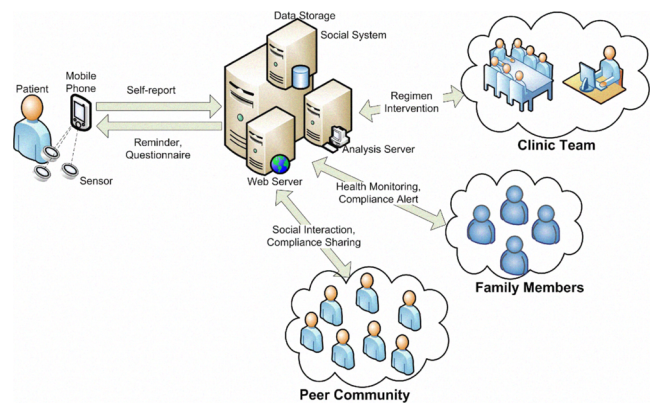 Data Storage
Social System
Patient
Mobile
Phone
Self-report
Reminder,
Questionnaire
Sensor
Web Server
Analysis Server
Regimen
Intervention
Clinic Team
Health Monitoring,
Compliance Alert
Family Members
Social Interaction,
Compliance Sharing
Peer Community